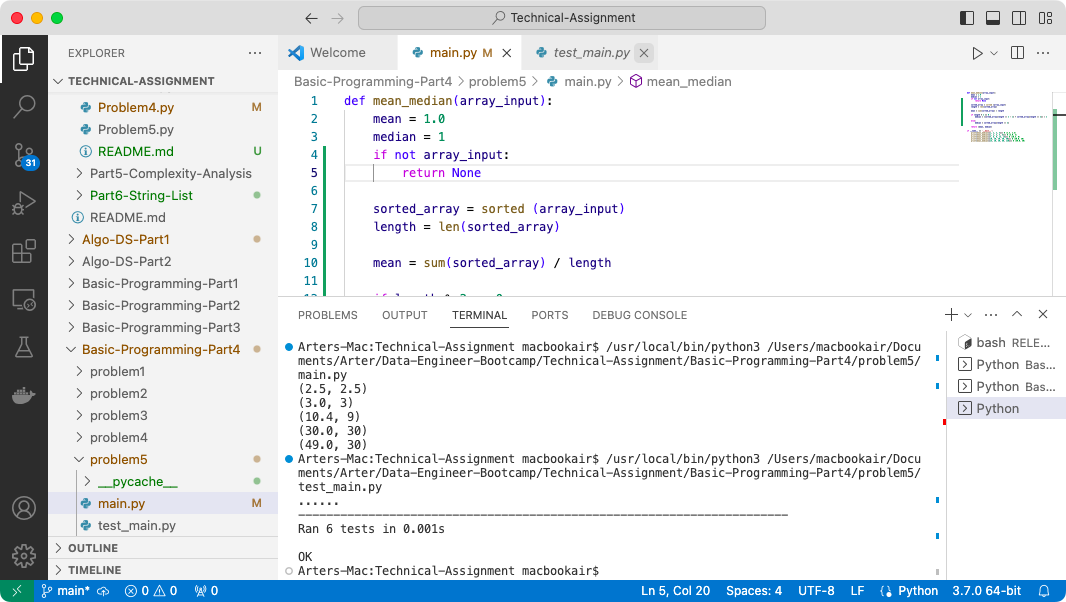 Technical-Assignment
EXPLORER
TECHNICAL-ASSIGNMENT
Problem4.py M
Problem5.py
README.md U
Part5-Complexity-Analysis
Part6-String-List
README.md
Algo-DS-Part1
Algo-DS-Part2
Basic-Programming-Part1
Basic-Programming-Part2
Basic-Programming-Part3
Basic-Programming-Part4
problem1
problem2
problem3
problem4
problem5
__pycache__
main.py M
test_main.py
OUTLINE
TIMELINE
31
Welcome
main.py M
test_main.py
Basic-Programming-Part4 > problem5 > main.py > mean_median
1 def mean_median(array_input):
2 mean = 1.0
3 median = 1
4 if not array_input:
5 return None
6
7 sorted_array = sorted (array_input)
8 length = len(sorted_array)
9
10 mean = sum(sorted_array) / length
11
PROBLEMS OUTPUT TERMINAL PORTS DEBUG CONSOLE
Arters-Mac:Technical-Assignment macbookair$ /usr/local/bin/python3 /Users/macbookair/Docu
ments/Arter/Data-Engineer-Bootcamp/Technical-Assignment/Basic-Programming-Part4/problem5/
main.py
(2.5, 2.5)
(3.0, 3)
(10.4, 9)
(30.0, 30)
(49.0, 30)
Arters-Mac:Technical-Assignment macbookair$ /usr/local/bin/python3 /Users/macbookair/Docu
ments/Arter/Data-Engineer-Bootcamp/Technical-Assignment/Basic-Programming-Part4/problem5/
test_main.py
......
----------------------------------------------------------------------
Ran 6 tests in 0.001s
OK
Arters-Mac:Technical-Assignment macbookair$
bash RELE...
Python Bas...
Python Bas...
Python
main* 0 0 0 Ln 5, Col 20 Spaces: 4 UTF-8 LF Python 3.7.0 64-bit